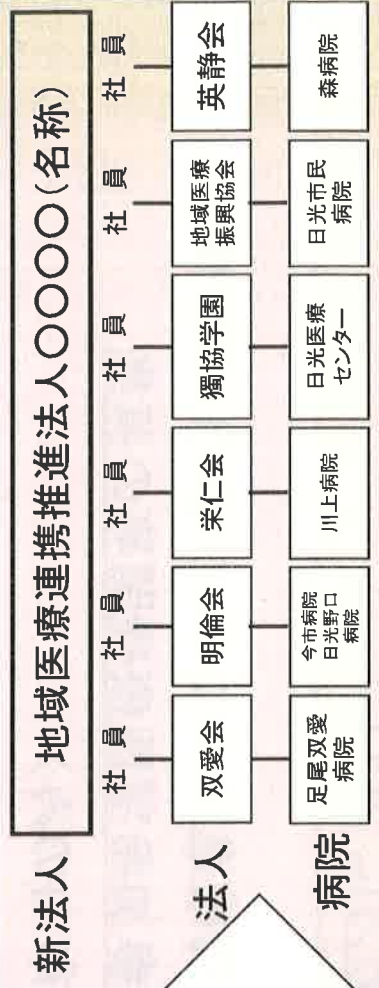 新法人
地域医療連携推進法人〇〇〇〇(名称)
社員 社員 社員 社員 社員 社員
法人
双愛会 明倫会 栄仁会 獨協学園 地域医療 英静会
振興協会
病院
足尾双愛 今市病院 川上病院 日光医療 日光市民 森病院
病院 日光野口 センター 病院
病院